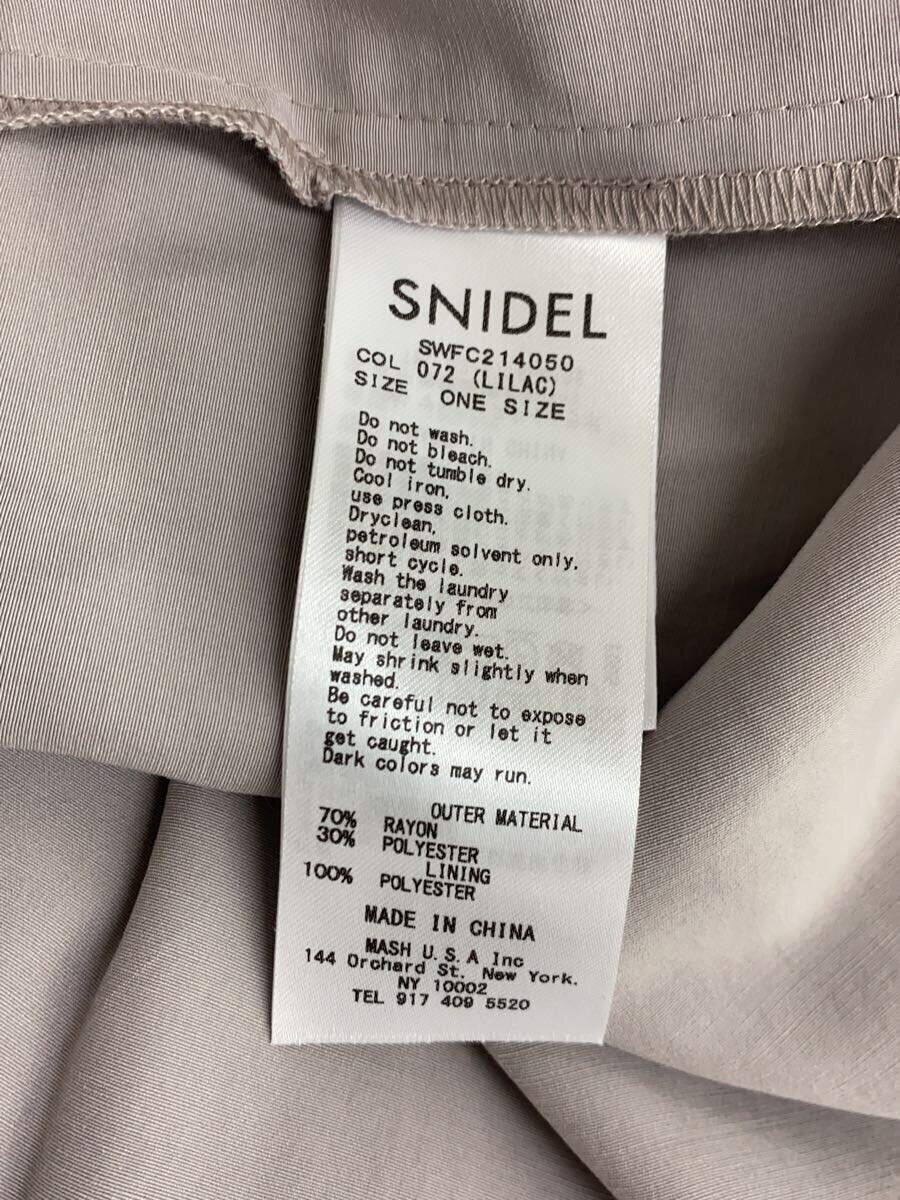 SNIDEL
SWFC214050
COL 072 (LILAC)
SIZE ONE SIZE
Do not wash.
Do not bleach.
Do not tumble dry.
Cool iron,
use press cloth.
Dryclean,
petroleum solvent only,
short cycle.
Wash the laundry
separately from
other laundry.
Do not leave wet.
May shrink slightly when
washed.
Be careful not to expose
to friction or let it
get caught.
Dark colors may run.
OUTER MATERIAL
70% RAYON
30% POLYESTER
LINING
100% POLYESTER
MADE IN CHINA
MASH U.S.A Inc
144 Orchard St. New York.
NY 10002
TEL 917 409 5520